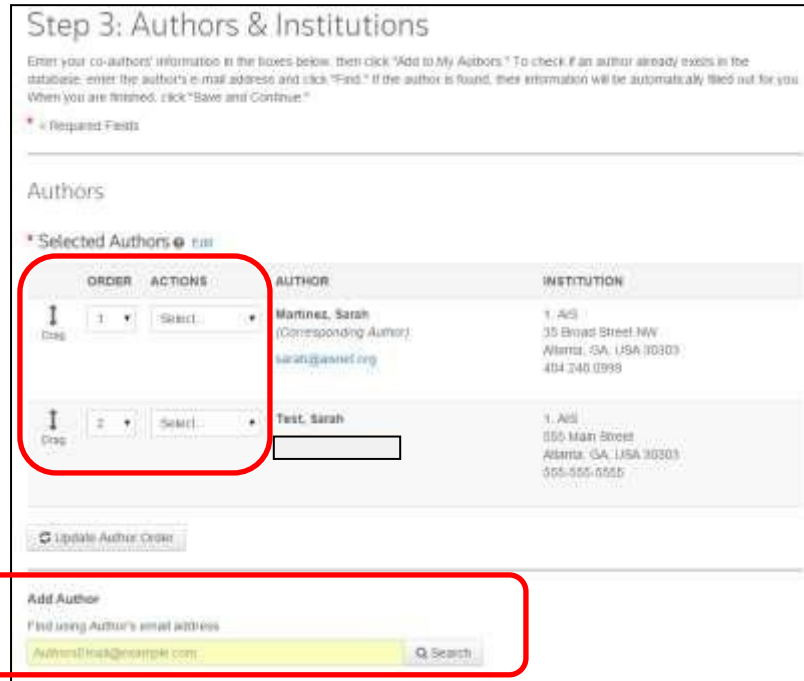 Step 3: Authors & Institutions
Enter your co-authors' information in the boxes below, then click "Add to My Authors." To check if an author already exists in the
database, enter the author's e-mail address and click "Find." If the author is found, their information will be automatically filled out for you.
When you are finished, click "Save and Continue."
* = Required Fields
Authors
* Selected Authors Edit
ORDER ACTIONS AUTHOR INSTITUTION
Drag 1 Select... Martinez, Sarah 1. AIS
(Corresponding Author) 35 Broad Street NW
Atlanta, GA, USA 30303
sarah@aisnet.org
Drag 2 Select... Test, Sarah 1. AIS
555 Main Street
Atlanta, GA, USA 30303
555-555-5555
Update Author Order
Add Author
Find using Author's email address
AuthorsEmail@example.com Search